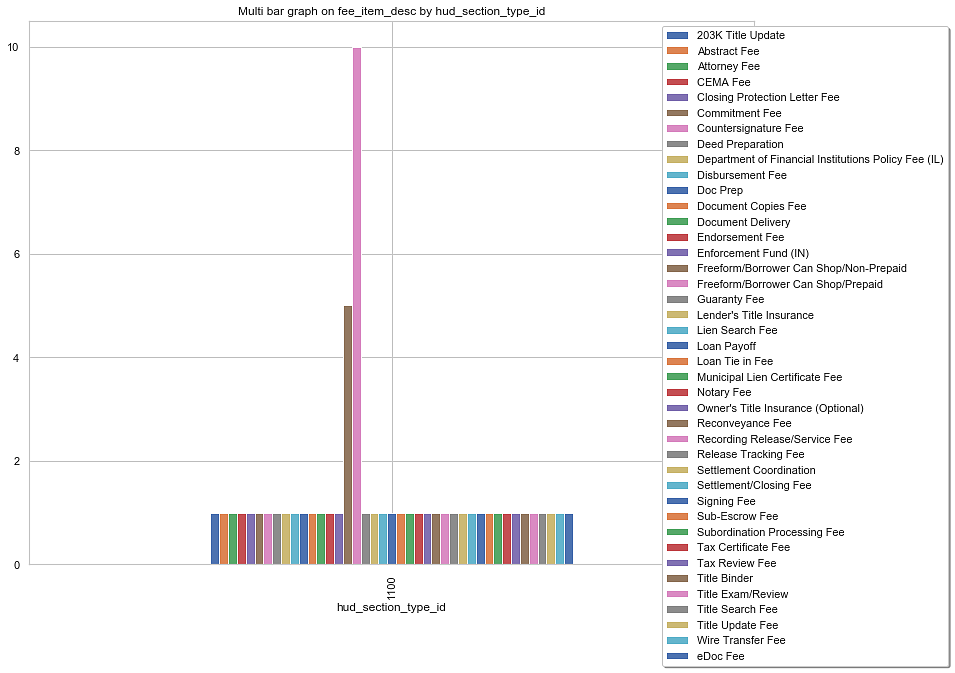 Multi bar graph on fee_item_desc by hud_section_type_id
10
8
6
4
2
0
1100
hud_section_type_id
203K Title Update
Abstract Fee
Attorney Fee
CEMA Fee
Closing Protection Letter Fee
Commitment Fee
Countersignature Fee
Deed Preparation
Department of Financial Institutions Policy Fee (IL)
Disbursement Fee
Doc Prep
Document Copies Fee
Document Delivery
Endorsement Fee
Enforcement Fund (IN)
Freeform/Borrower Can Shop/Non-Prepaid
Freeform/Borrower Can Shop/Prepaid
Guaranty Fee
Lender's Title Insurance
Lien Search Fee
Loan Payoff
Loan Tie in Fee
Municipal Lien Certificate Fee
Notary Fee
Owner's Title Insurance (Optional)
Reconveyance Fee
Recording Release/Service Fee
Release Tracking Fee
Settlement Coordination
Settlement/Closing Fee
Signing Fee
Sub-Escrow Fee
Subordination Processing Fee
Tax Certificate Fee
Tax Review Fee
Title Binder
Title Exam/Review
Title Search Fee
Title Update Fee
Wire Transfer Fee
eDoc Fee